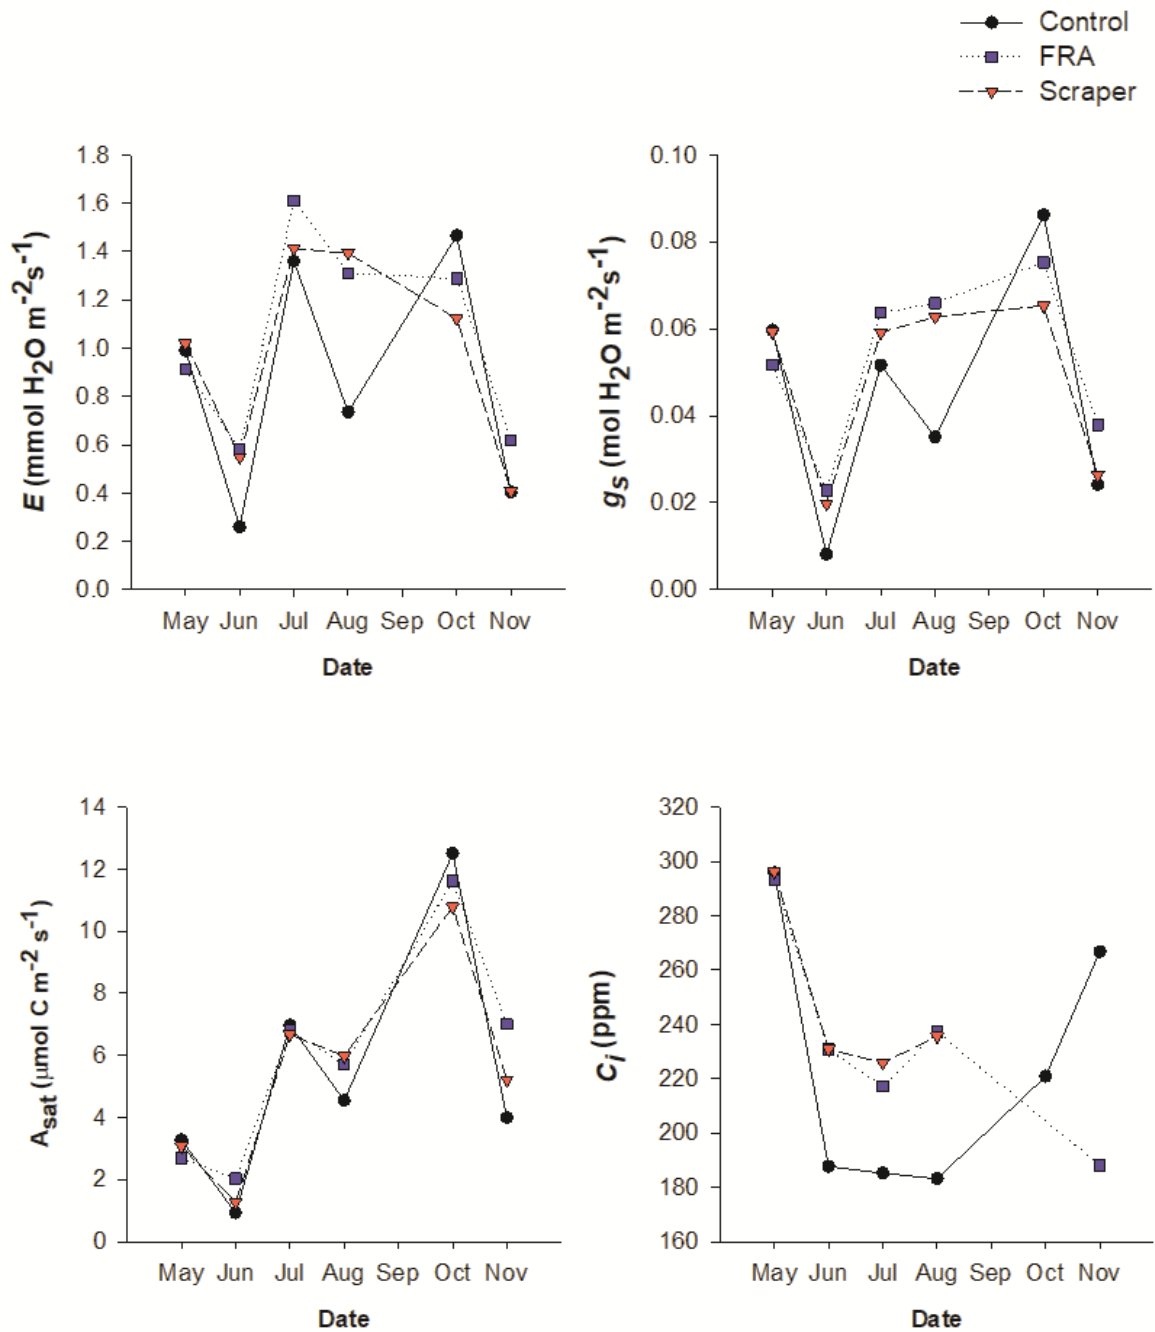 Control
FRA
Scraper
E (mmol H2O m-2s-1)
1.8
1.6
1.4
1.2
1.0
0.8
0.6
0.4
0.2
0.0
May Jun Jul Aug Sep Oct Nov
Date
gs (mol H2O m-2s-1)
0.10
0.08
0.06
0.04
0.02
0.00
May Jun Jul Aug Sep Oct Nov
Date
Asat (μmol C m-2 s-1)
14
12
10
8
6
4
2
0
May Jun Jul Aug Sep Oct Nov
Date
Ci (ppm)
320
300
280
260
240
220
200
180
160
May Jun Jul Aug Sep Oct Nov
Date